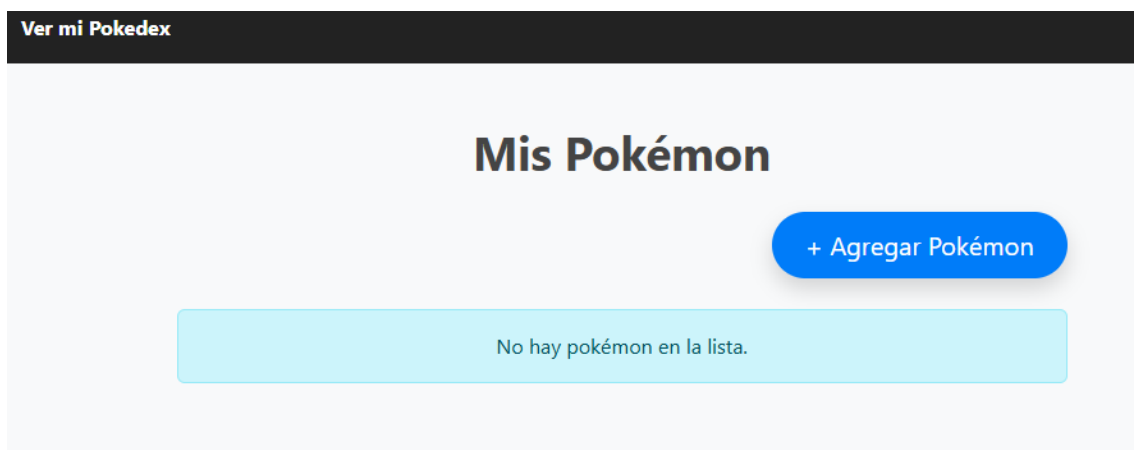 Ver mi Pokedex
Mis Pokémon
+ Agregar Pokémon
No hay pokémon en la lista.